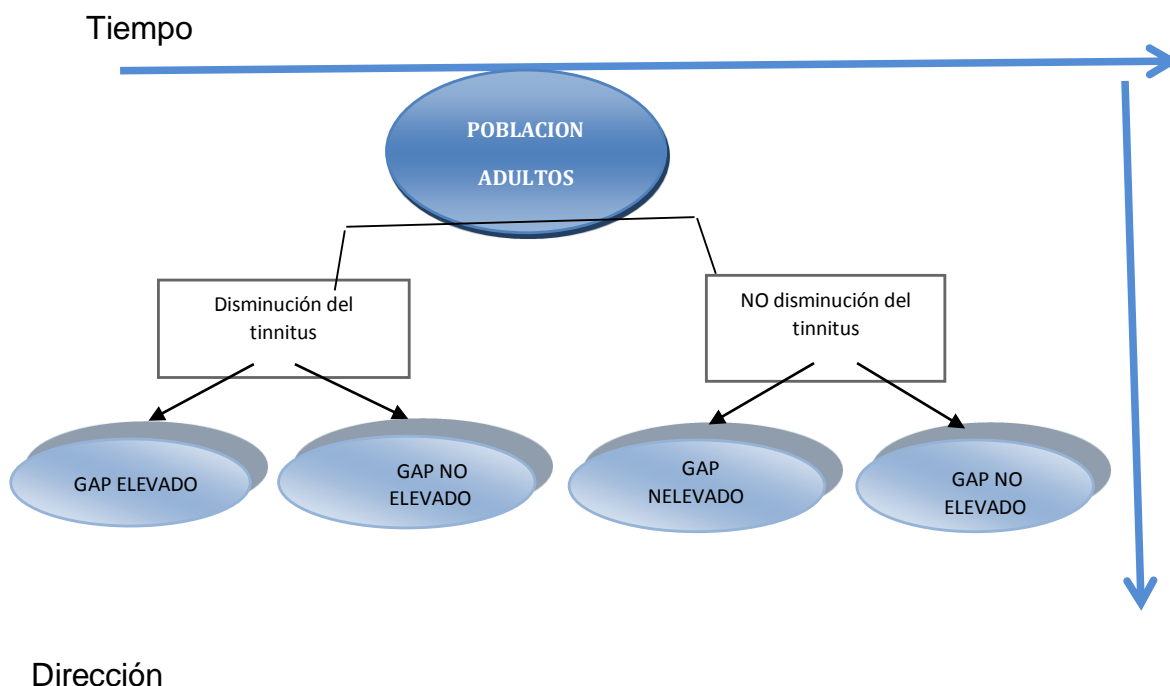 Tiempo
POBLACION
ADULTOS
Disminución del
tinnitus
NO disminución del
tinnitus
GAP ELEVADO
GAP NO
ELEVADO
GAP
NELEVADO
GAP NO
ELEVADO
Dirección